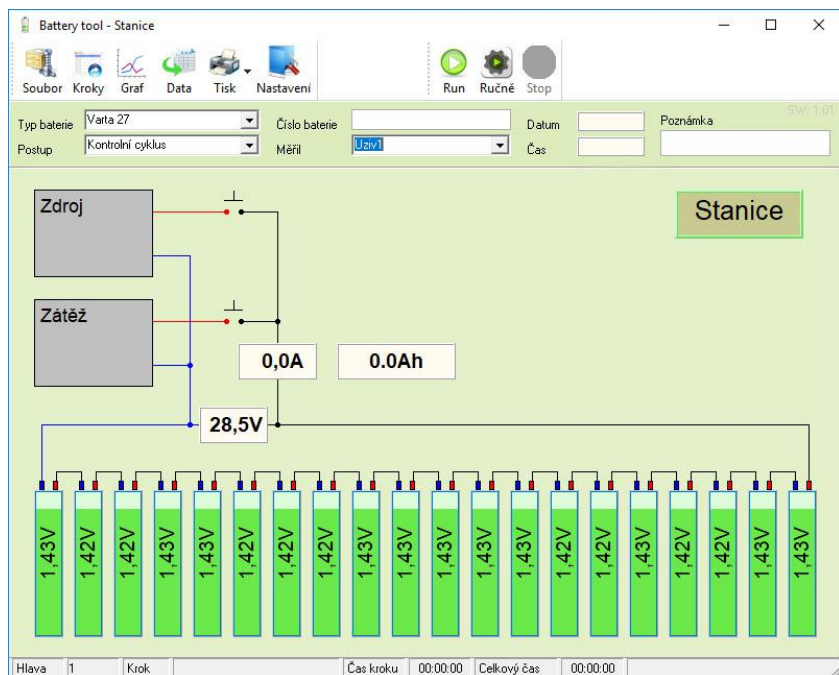 Battery tool - Stanice
Soubor Kroky Graf Data Tisk Nastavení Run Ručně Stop
SW: 1.01
Typ baterie Varta 27 Číslo baterie Datum Poznámka
Postup Kontrolní cyklus Měřil Uziv1 Čas
Zdroj
Stanice
Zátěž
0,0A 0.0Ah
28,5V
1,43V 1,42V 1,42V 1,43V 1,43V 1,42V 1,42V 1,42V 1,43V 1,43V 1,43V 1,43V 1,43V 1,43V 1,43V 1,42V 1,42V 1,42V 1,42V 1,43V
Hlava 1 Krok Čas kroku 00:00:00 Celkový čas 00:00:00